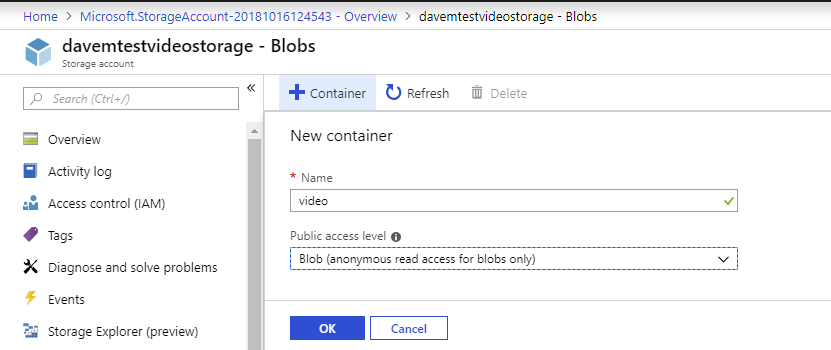 Home > Microsoft.StorageAccount-20181016124543 - Overview > davemtestvideostorage - Blobs
davemtestvideostorage - Blobs
Storage account
Search (Ctrl+/)
«
Overview
Activity log
Access control (IAM)
Tags
Diagnose and solve problems
Events
Storage Explorer (preview)
+ Container Refresh Delete
New container
* Name
video
Public access level
Blob (anonymous read access for blobs only)
OK Cancel